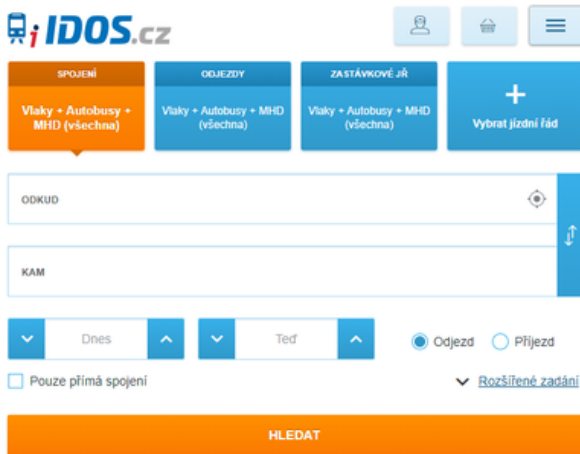 IDOS.cz
SPOJENÍ
Vlaky + Autobusy +
MHD (všechna)
ODJEZDY
Vlaky + Autobusy + MHD
(všechna)
ZASTÁVKOVÉ JŘ
Vlaky + Autobusy + MHD
(všechna)
+
Vybrat jízdní řád
ODKUD
KAM
Dnes
Teď
Odjezd
Příjezd
Pouze přímá spojení
Rozšířené zadání
HLEDAT